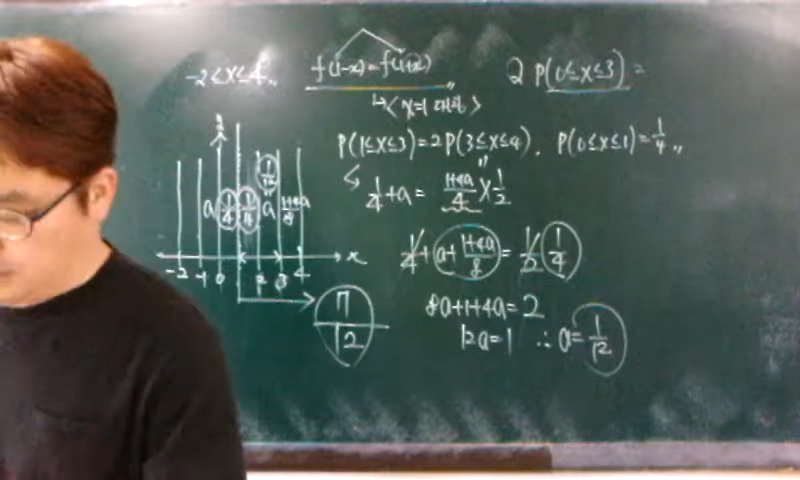 -2≤x≤4,, f(1-x)=f(1+x) 2 P(0≤x≤3)=
↳<x=1 대칭>
P(1≤x≤3)=2P(3≤x≤4), P(0≤x≤1)=1/4,,
↳ 1/4+a= (1+4a)/4 × 1/2
1/12
a 1/4 1/4 a (1+4a)/8
1/4+a+(1+4a)/8=1/2 1/4
-2 -1 0 2 3 4 x
8a+1+4a=2
7/12
12a=1 ∴a=1/12